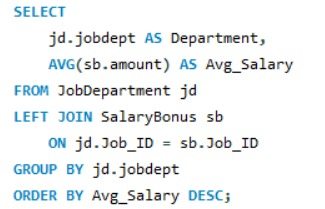 SELECT
    jd.jobdept AS Department,
    AVG(sb.amount) AS Avg_Salary
FROM JobDepartment jd
LEFT JOIN SalaryBonus sb
    ON jd.Job_ID = sb.Job_ID
GROUP BY jd.jobdept
ORDER BY Avg_Salary DESC;